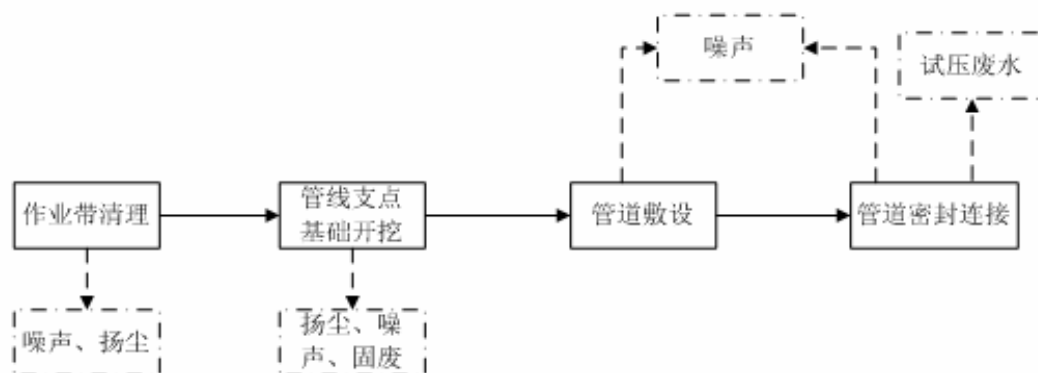 噪声
试压废水
作业带清理
管线支点
基础开挖
管道敷设
管道密封连接
噪声、扬尘
扬尘、噪
声、固废